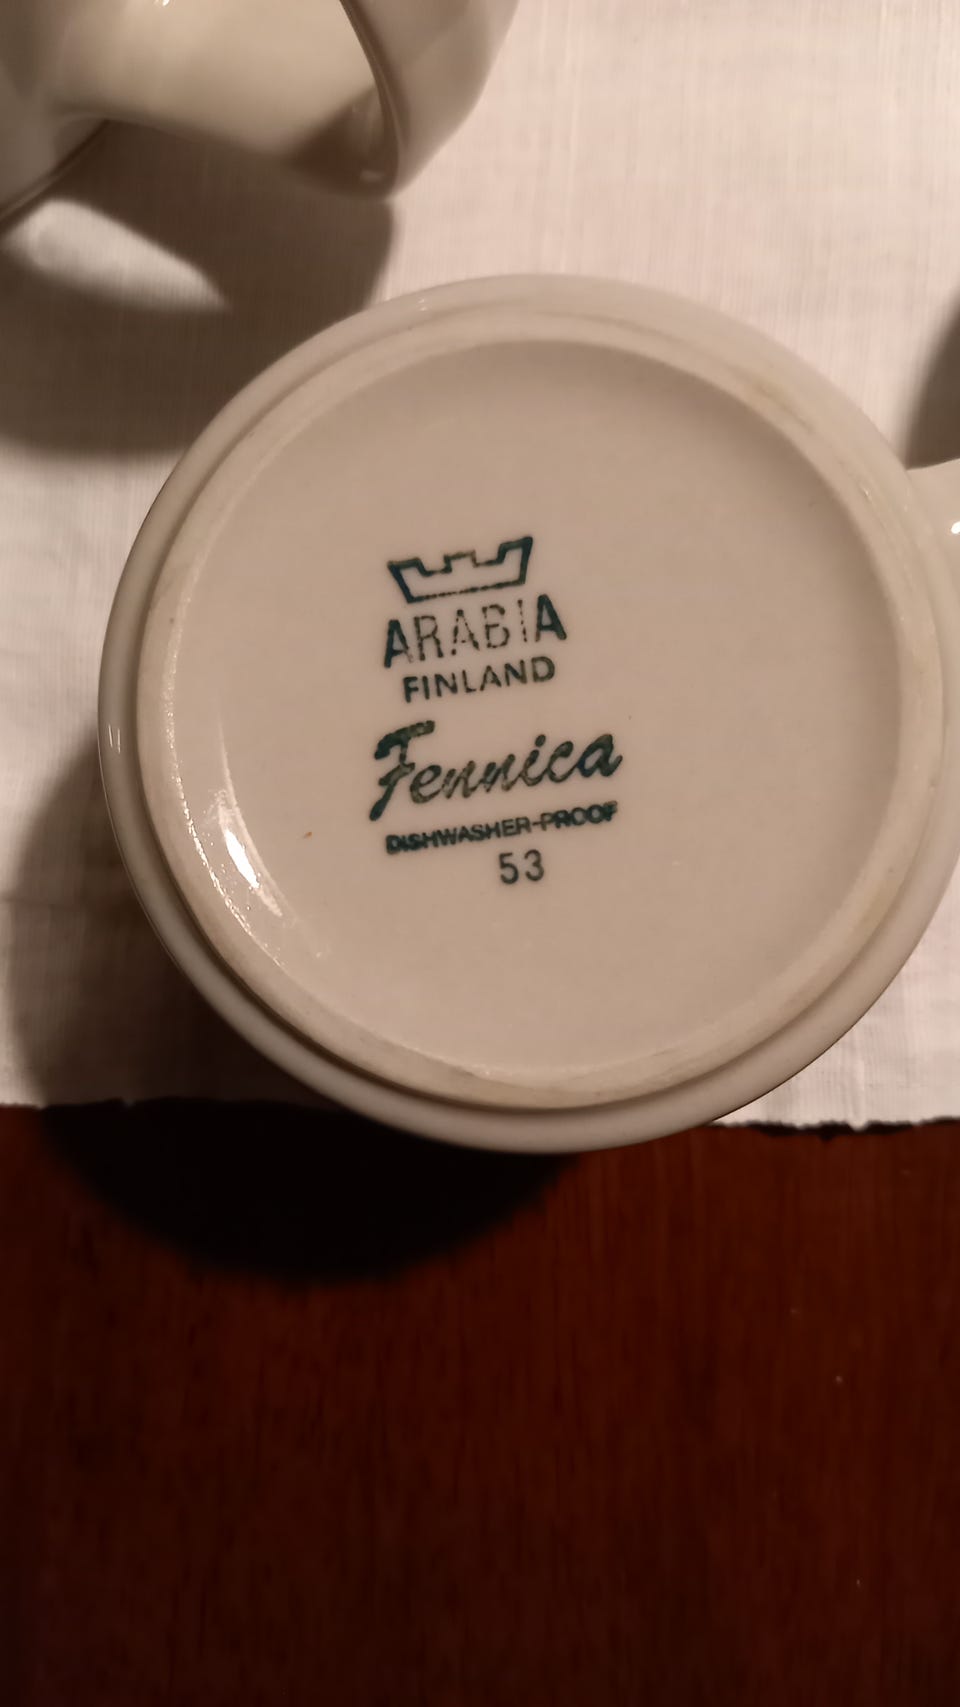 ARABIA
FINLAND
Fennica
DISHWASHER-PROOF
53